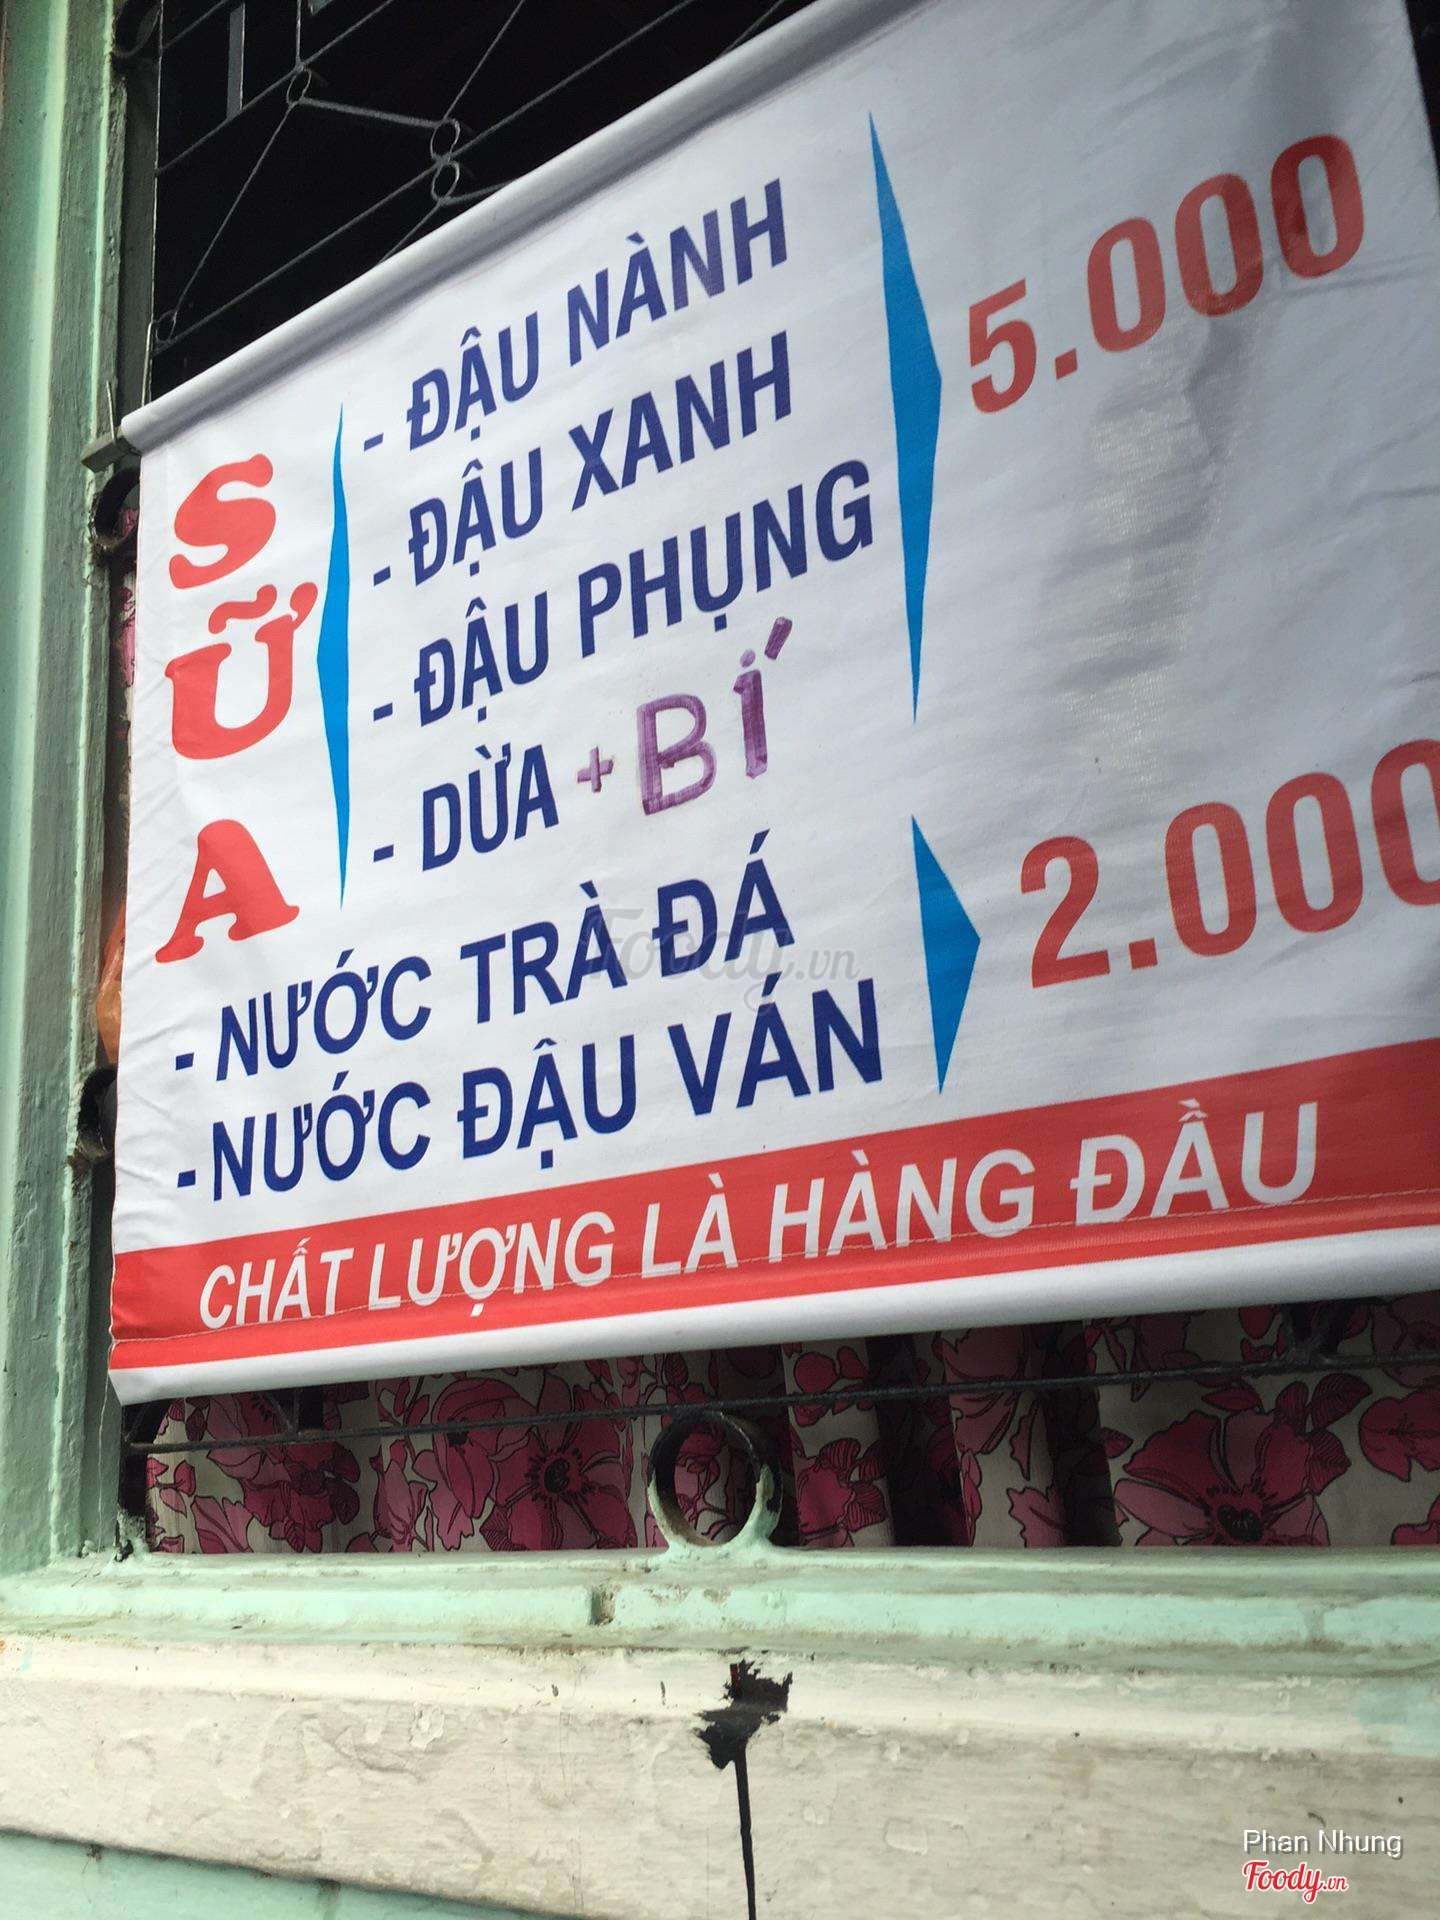 SỮA
- ĐẬU NÀNH
- ĐẬU XANH
- ĐẬU PHỤNG
- DỪA + BÍ
5.000
- NƯỚC TRÀ ĐÁ
- NƯỚC ĐẬU VÁN
2.000
CHẤT LƯỢNG LÀ HÀNG ĐẦU
Foody.vn
Phan Nhung
Foody.vn